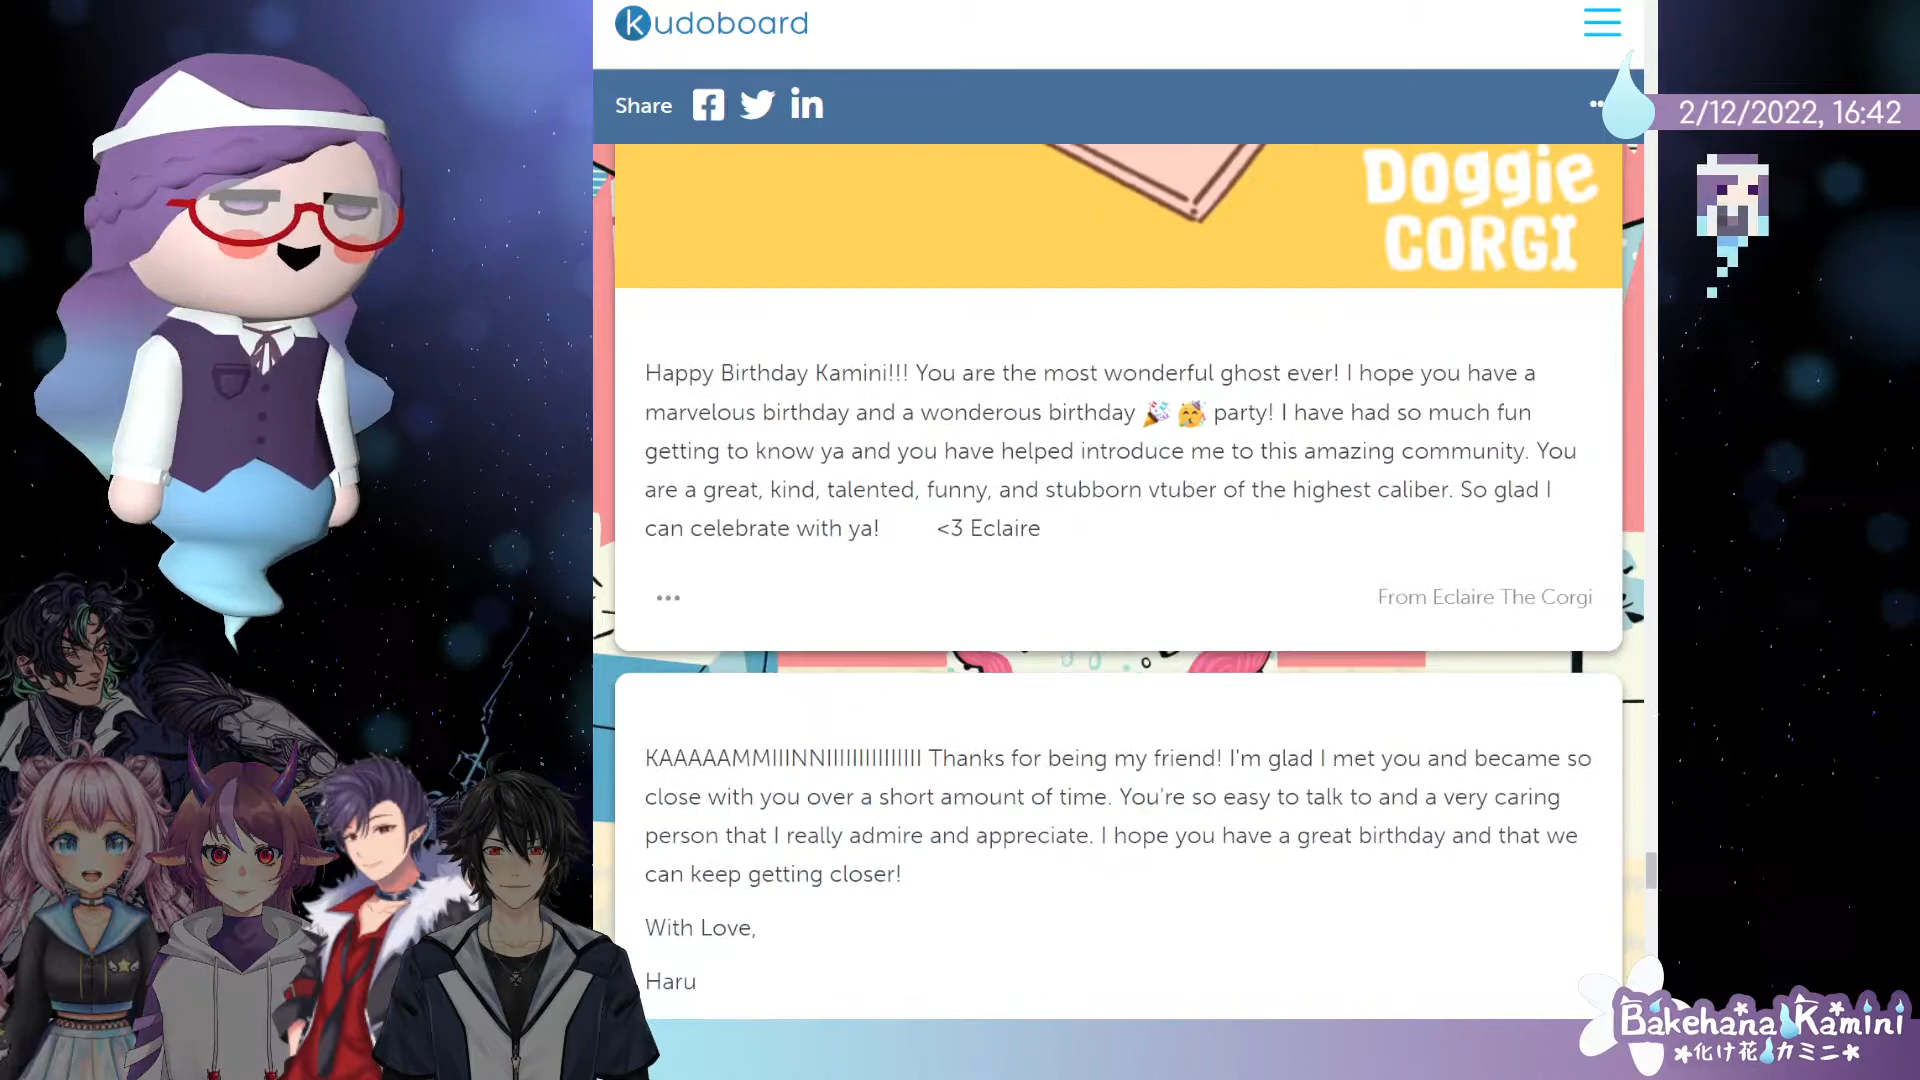 kudoboard
Share
2/12/2022, 16:42
Doggie
CORGI
Happy Birthday Kamini!!! You are the most wonderful ghost ever! I hope you have a
marvelous birthday and a wonderous birthday 🎉 🥳 party! I have had so much fun
getting to know ya and you have helped introduce me to this amazing community. You
are a great, kind, talented, funny, and stubborn vtuber of the highest caliber. So glad I
can celebrate with ya! <3 Eclaire
From Eclaire The Corgi
KAAAAAMMIIINNIIIIIIIIIIIIIII Thanks for being my friend! I'm glad I met you and became so
close with you over a short amount of time. You're so easy to talk to and a very caring
person that I really admire and appreciate. I hope you have a great birthday and that we
can keep getting closer!
With Love,
Haru
Bakehana Kamini
化け花カミニ